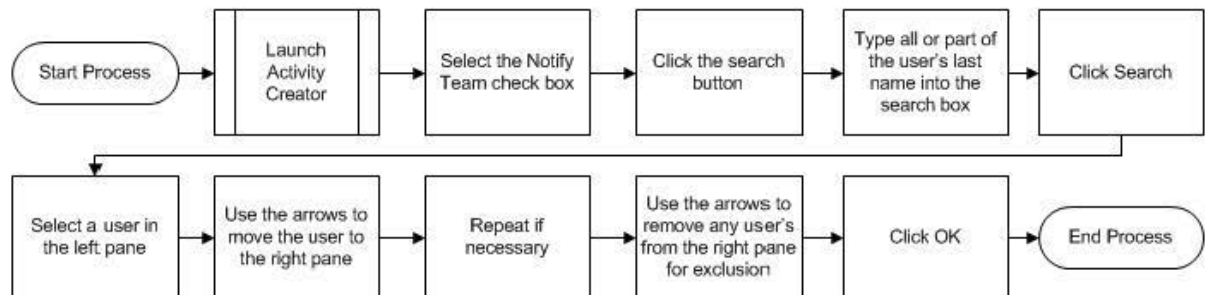 Start Process
Launch
Activity
Creator
Select the Notify
Team check box
Click the search
button
Type all or part of
the user's last
name into the
search box
Click Search
Select a user in
the left pane
Use the arrows to
move the user to
the right pane
Repeat if
necessary
Use the arrows to
remove any user's
from the right pane
for exclusion
Click OK
End Process